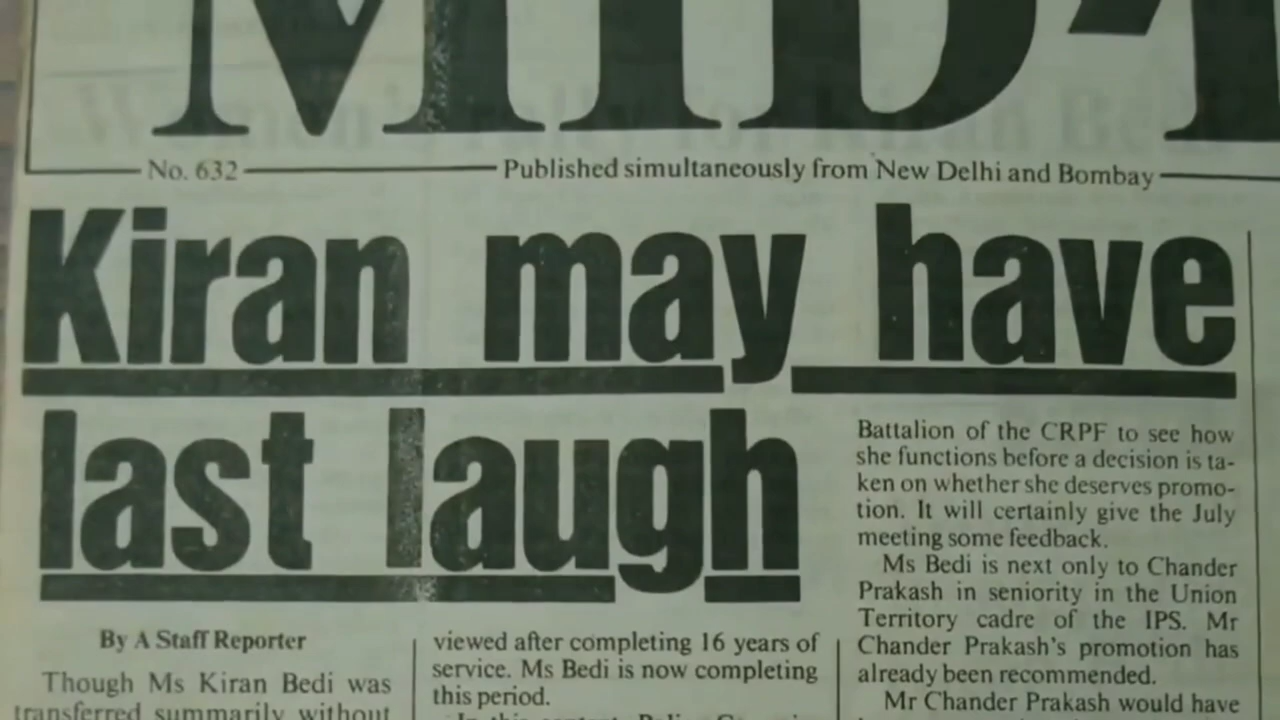 MID
No. 632
Published simultaneously from New Delhi and Bombay
Kiran may have
last laugh
By A Staff Reporter
Though Ms Kiran Bedi was
transferred summarily without
viewed after completing 16 years of
service. Ms Bedi is now completing
this period.
Battalion of the CRPF to see how
she functions before a decision is ta-
ken on whether she deserves promo-
tion. It will certainly give the July
meeting some feedback.
Ms Bedi is next only to Chander
Prakash in seniority in the Union
Territory cadre of the IPS. Mr
Chander Prakash's promotion has
already been recommended.
Mr Chander Prakash would have